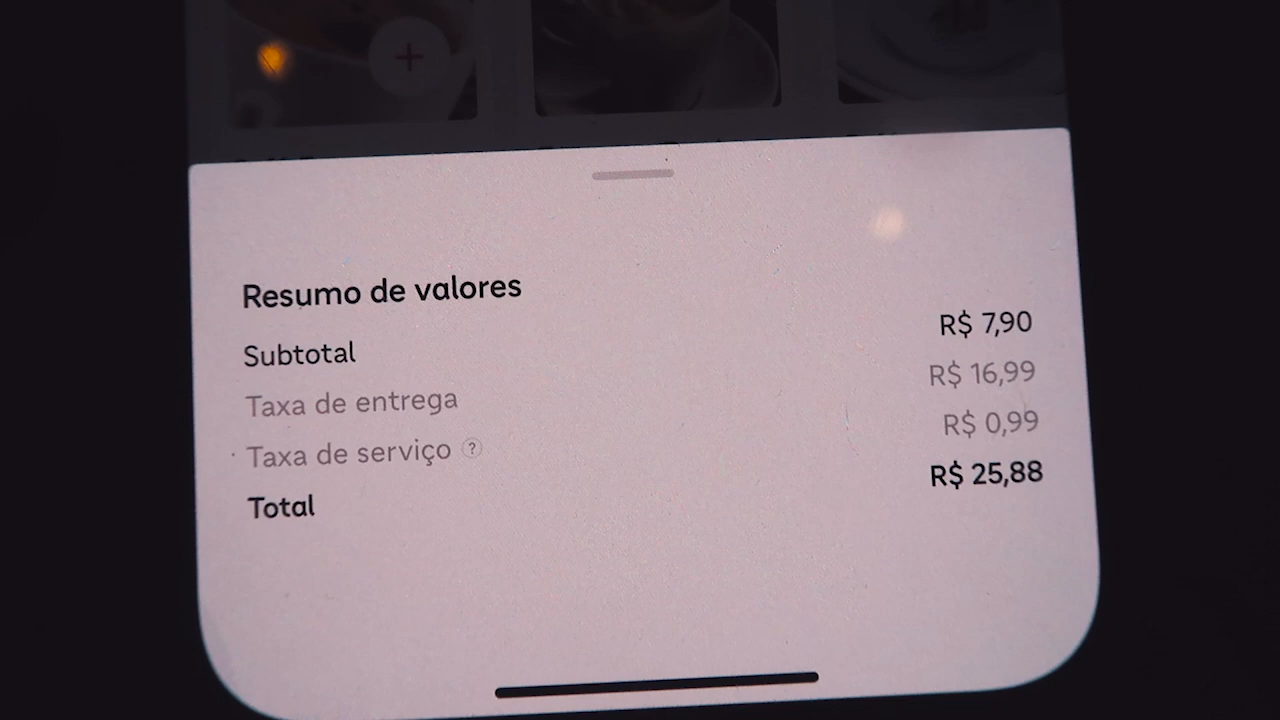 Resumo de valores
Subtotal R$ 7,90
Taxa de entrega R$ 16,99
Taxa de serviço ? R$ 0,99
Total R$ 25,88